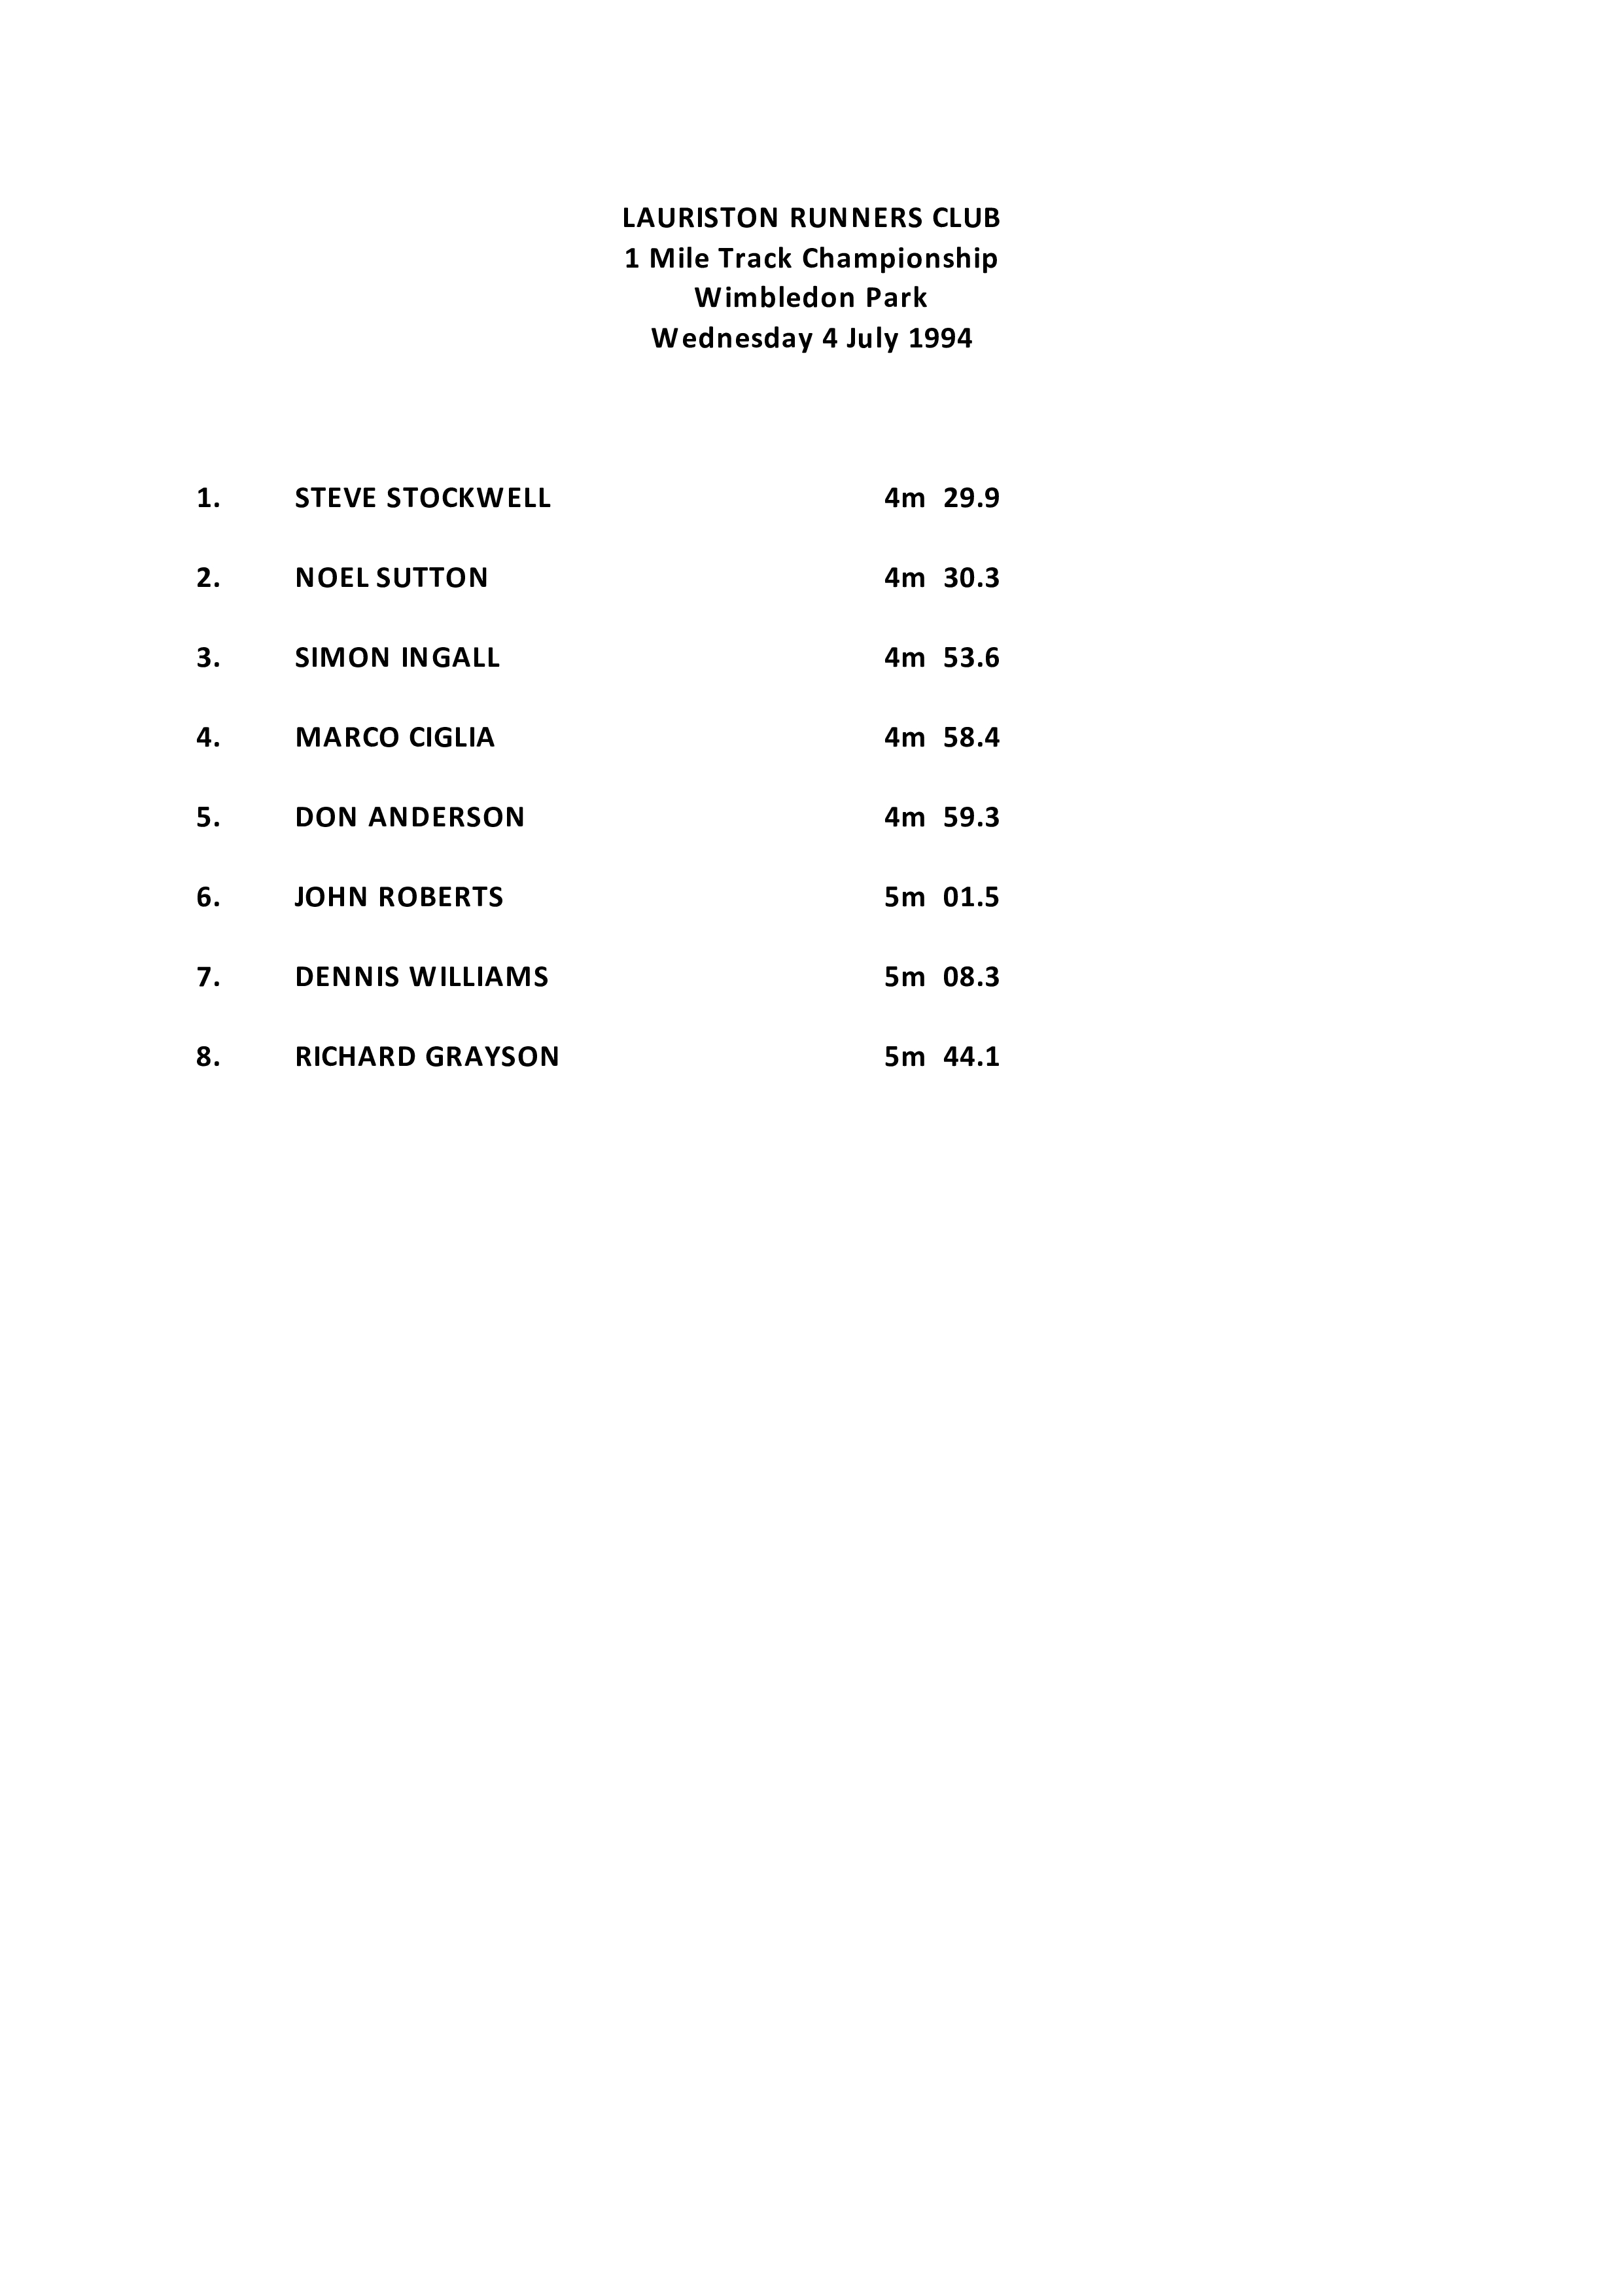 LAURISTON RUNNERS CLUB
1 Mile Track Championship
Wimbledon Park
Wednesday 4 July 1994
1. STEVE STOCKWELL 4m 29.9
2. NOEL SUTTON 4m 30.3
3. SIMON INGALL 4m 53.6
4. MARCO CIGLIA 4m 58.4
5. DON ANDERSON 4m 59.3
6. JOHN ROBERTS 5m 01.5
7. DENNIS WILLIAMS 5m 08.3
8. RICHARD GRAYSON 5m 44.1